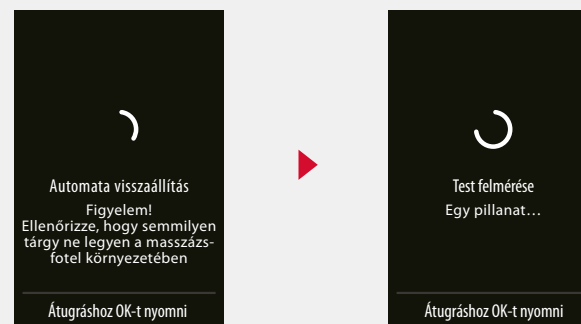 Automata visszaállítás
Figyelem!
Ellenőrizze, hogy semmilyen
tárgy ne legyen a masszázs-
fotel környezetében
Átugráshoz OK-t nyomni
Test felmérése
Egy pillanat…
Átugráshoz OK-t nyomni